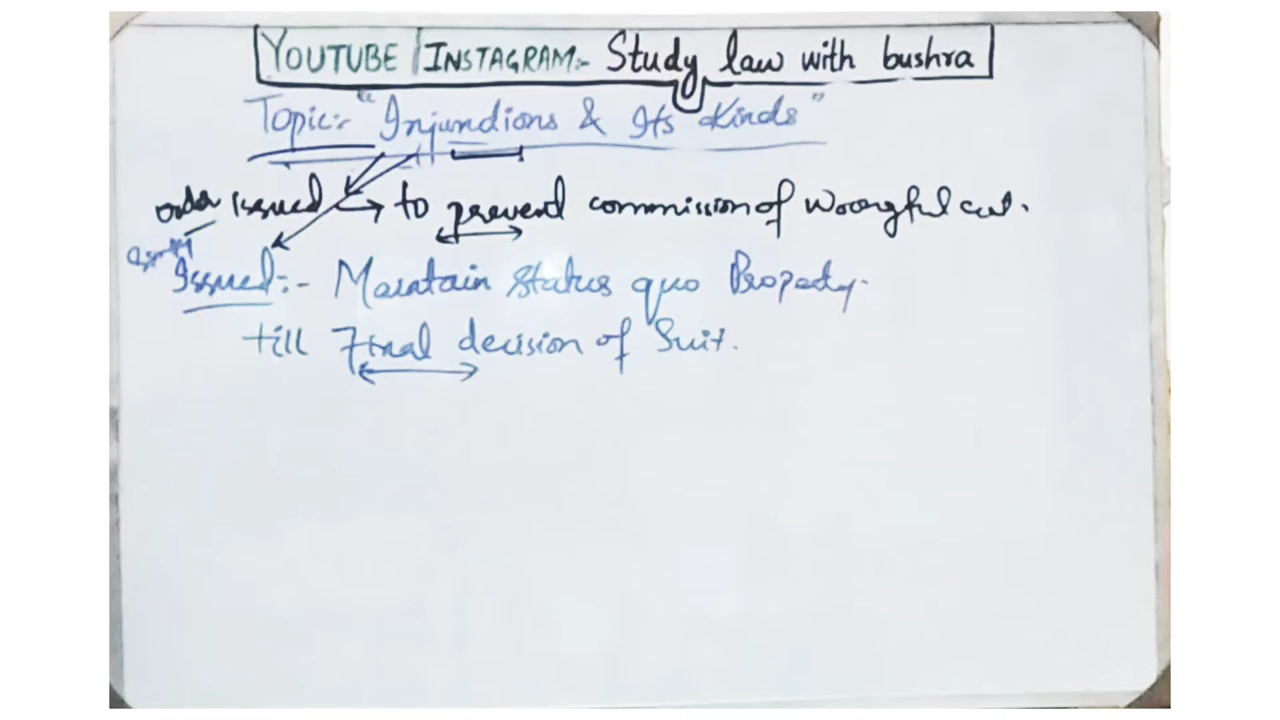 YOUTUBE | INSTAGRAM:- Study law with bushra
Topic:- "Injunctions & Its Kinds"
order issued → to prevent commission of wrongful act.
Issued:- Maintain Status quo Property.
till Final decision of Suit.